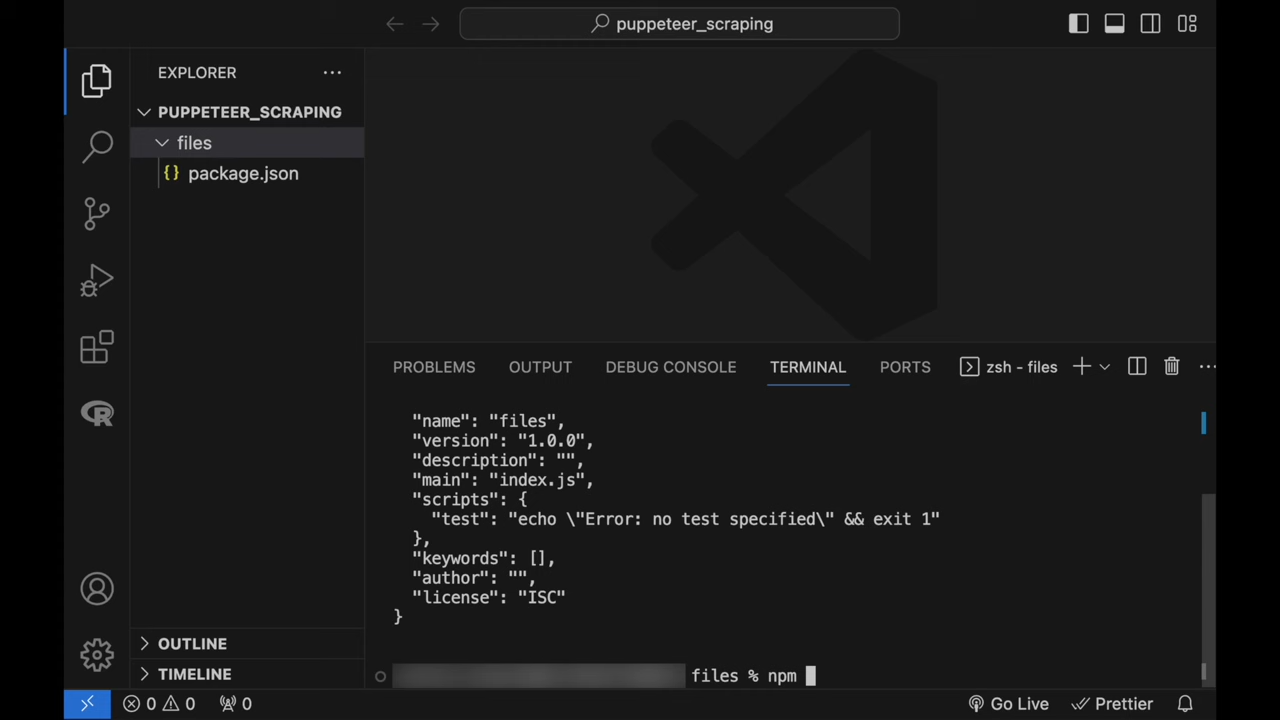 puppeteer_scraping
EXPLORER
PUPPETEER_SCRAPING
files
{} package.json
OUTLINE
TIMELINE
PROBLEMS OUTPUT DEBUG CONSOLE TERMINAL PORTS zsh - files
"name": "files",
"version": "1.0.0",
"description": "",
"main": "index.js",
"scripts": {
"test": "echo \"Error: no test specified\" && exit 1"
},
"keywords": [],
"author": "",
"license": "ISC"
}
files % npm
0 0 0 Go Live Prettier